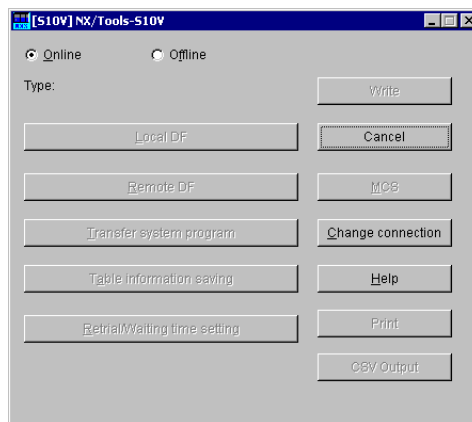 [S10V] NX/Tools-S10V
Online
Offline
Type:
Write
Local DF
Cancel
Remote DF
MCS
Transfer system program
Change connection
Table information saving
Help
Retrial/Waiting time setting
Print
CSV Output